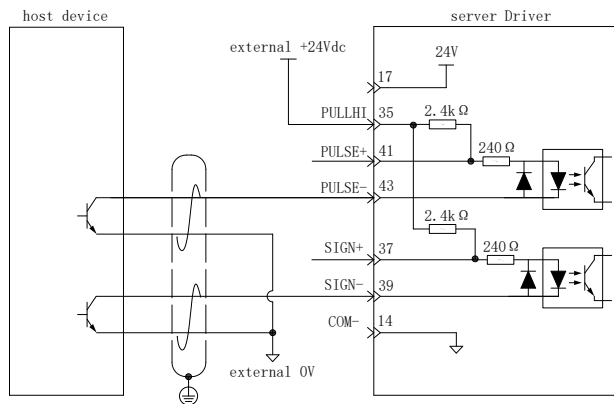 host device
server Driver
external +24Vdc
24V
17
PULLHI 35
2.4kΩ
PULSE+ 41
240Ω
PULSE- 43
2.4kΩ
SIGN+ 37
240Ω
SIGN- 39
COM- 14
external 0V